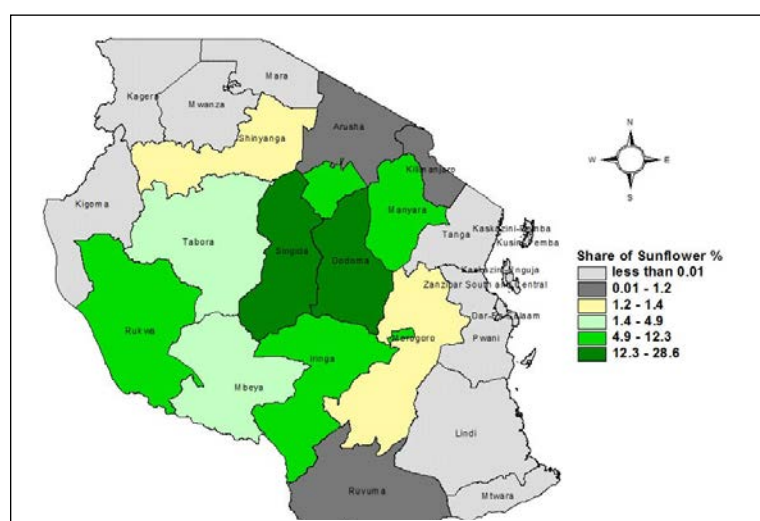 Mara
Kagera
Mwanza
Arusha
Shinyanga
Kilimanjaro
Kigoma
Manyara
Tabora
Singida
Dodoma
Tanga
Rukwa
Morogoro
Pwani
Iringa
Mbeya
Lindi
Ruvuma
Mtwara
N
W E
S
Kaskazini Pemba
Zanzibar South and Central
Share of Sunflower %
less than 0.01
0.01 - 1.2
1.2 - 1.4
1.4 - 4.9
4.9 - 12.3
12.3 - 28.6